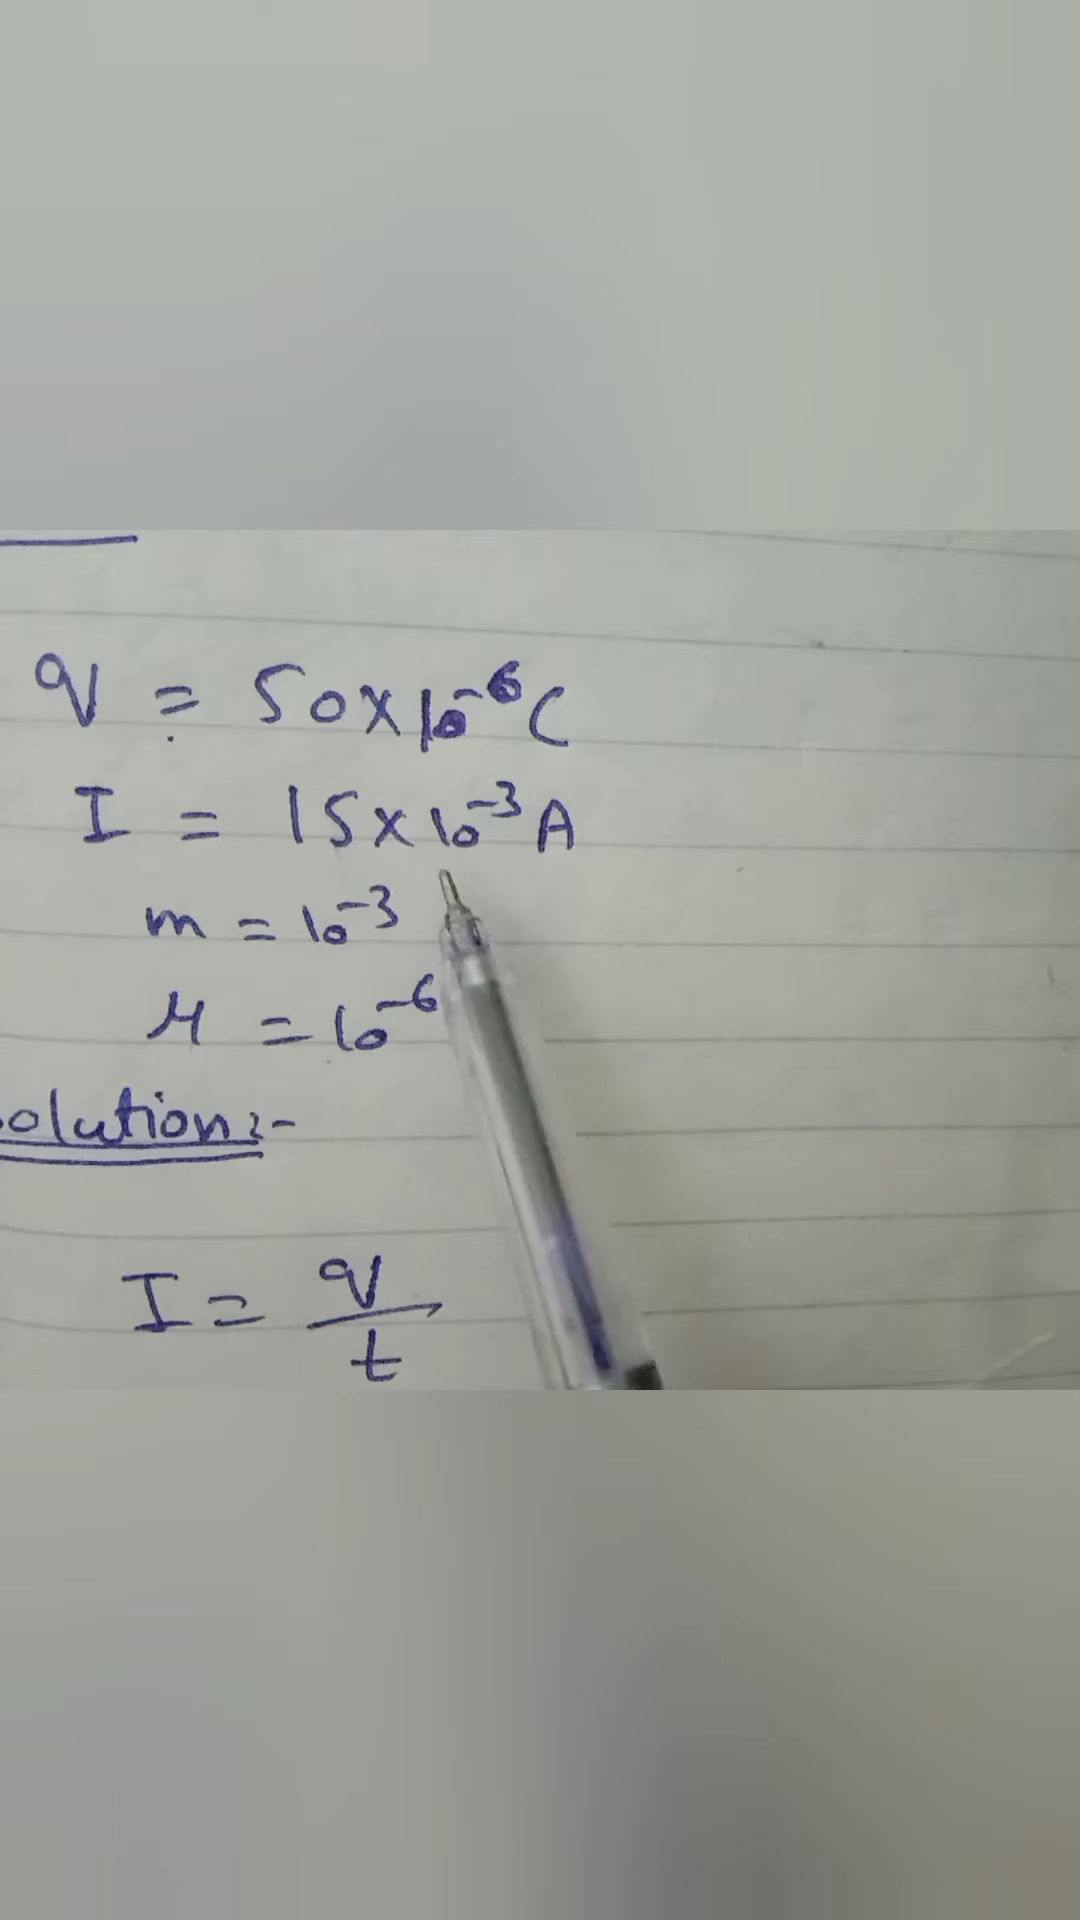 q = 50×10⁻⁶C
I = 15×10⁻³A
m = 10⁻³
μ = 10⁻⁶
olution:-
I = q/t